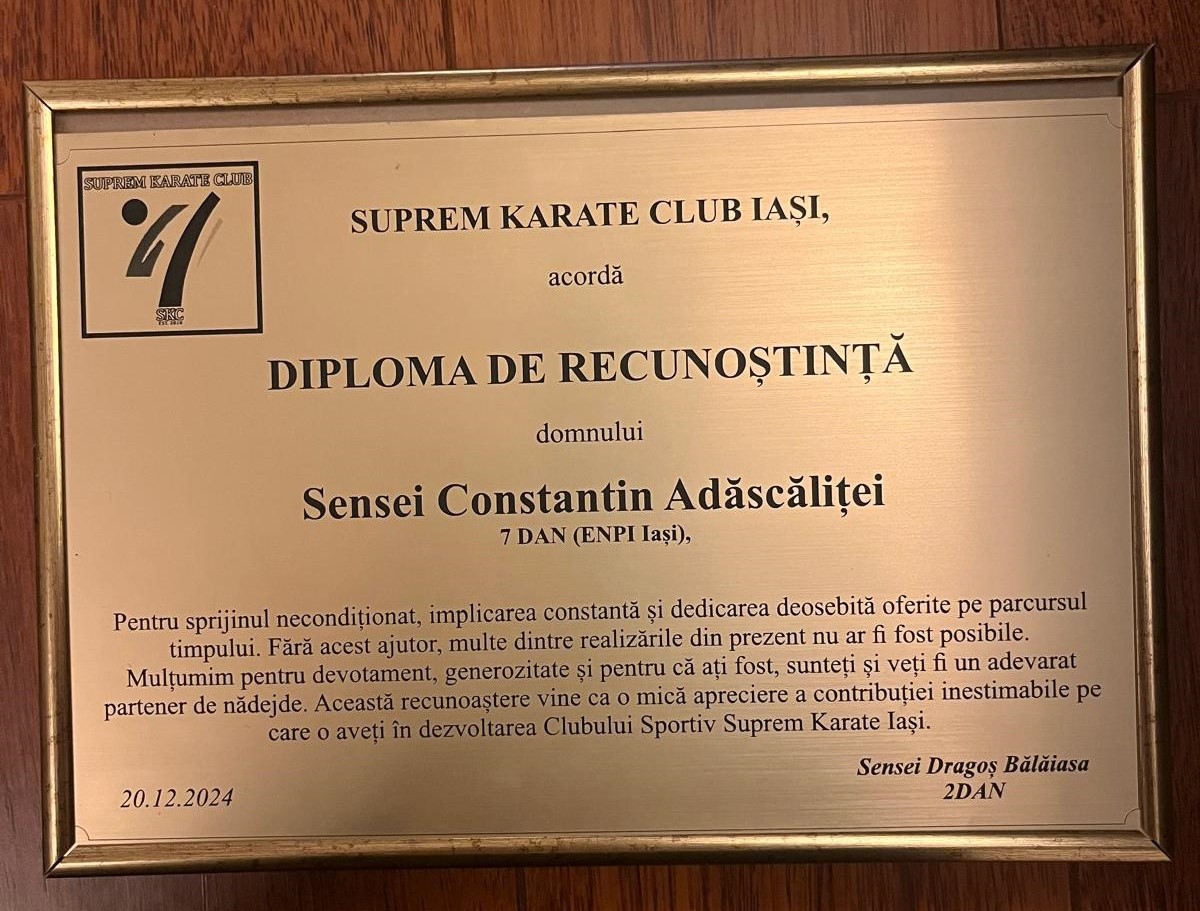 SUPREM KARATE CLUB
SKC
EST. 2010
SUPREM KARATE CLUB IAȘI,
acordă
DIPLOMA DE RECUNOȘTINȚĂ
domnului
Sensei Constantin Adăscăliței
7 DAN (ENPI Iași),
Pentru sprijinul necondiționat, implicarea constantă și dedicarea deosebită oferite pe parcursul
timpului. Fără acest ajutor, multe dintre realizările din prezent nu ar fi fost posibile.
Mulțumim pentru devotament, generozitate și pentru că ați fost, sunteți și veți fi un adevarat
partener de nădejde. Această recunoaștere vine ca o mică apreciere a contribuției inestimabile pe
care o aveți în dezvoltarea Clubului Sportiv Suprem Karate Iași.
Sensei Dragoș Bălăiasa
2DAN
20.12.2024